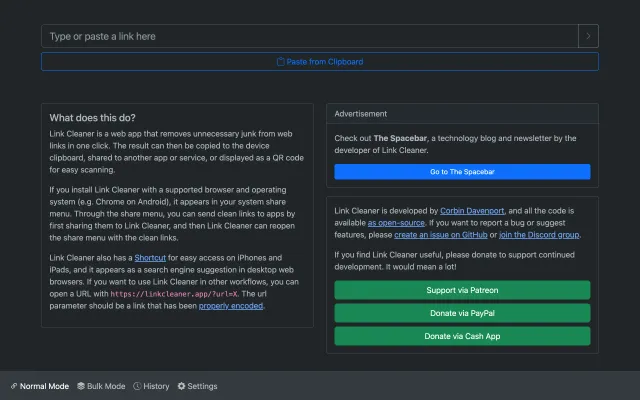 Type or paste a link here
Paste from Clipboard
What does this do?
Link Cleaner is a web app that removes unnecessary junk from web
links in one click. The result can then be copied to the device
clipboard, shared to another app or service, or displayed as a QR code
for easy scanning.
If you install Link Cleaner with a supported browser and operating
system (e.g. Chrome on Android), it appears in your system share
menu. Through the share menu, you can send clean links to apps by
first sharing them to Link Cleaner, and then Link Cleaner can reopen
the share menu with the clean links.
Link Cleaner also has a Shortcut for easy access on iPhones and
iPads, and it appears as a search engine suggestion in desktop web
browsers. If you want to use Link Cleaner in other workflows, you can
open a URL with https://linkcleaner.app/?url=X. The url
parameter should be a link that has been properly encoded.
Advertisement
Check out The Spacebar, a technology blog and newsletter by the
developer of Link Cleaner.
Go to The Spacebar
Link Cleaner is developed by Corbin Davenport, and all the code is
available as open-source. If you want to report a bug or suggest
features, please create an issue on GitHub or join the Discord group.
If you find Link Cleaner useful, please donate to support continued
development. It would mean a lot!
Support via Patreon
Donate via PayPal
Donate via Cash App
Normal Mode Bulk Mode History Settings